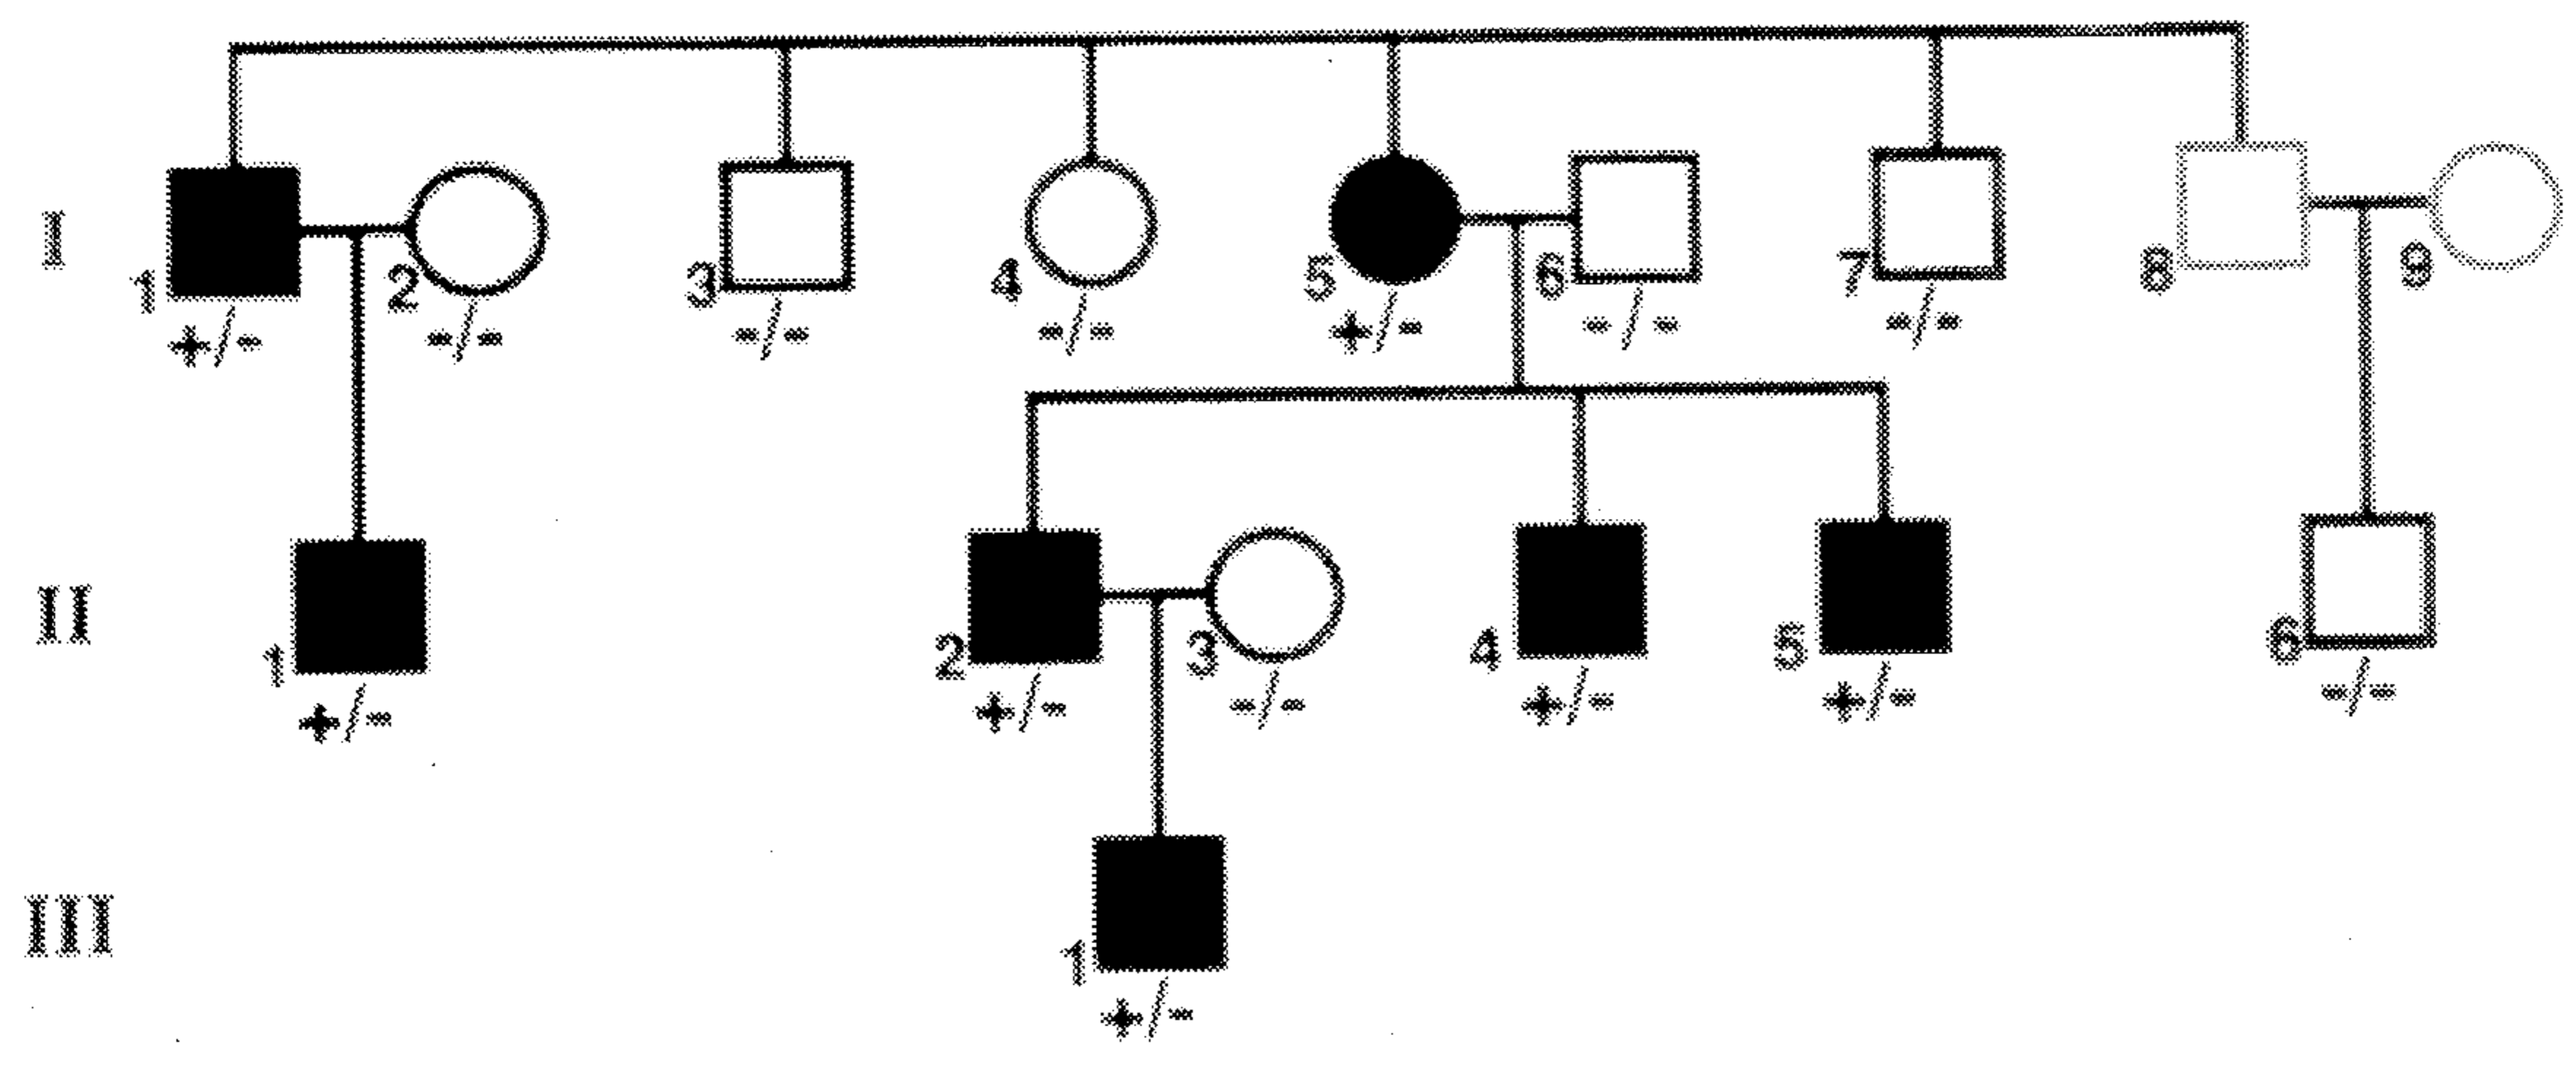 I
1 2 3 4 5 6 7 8 9
+/- -/- -/- -/- +/- -/- -/-
II
1 2 3 4 5 6
+/- +/- -/- +/- +/- -/-
III
1
+/-